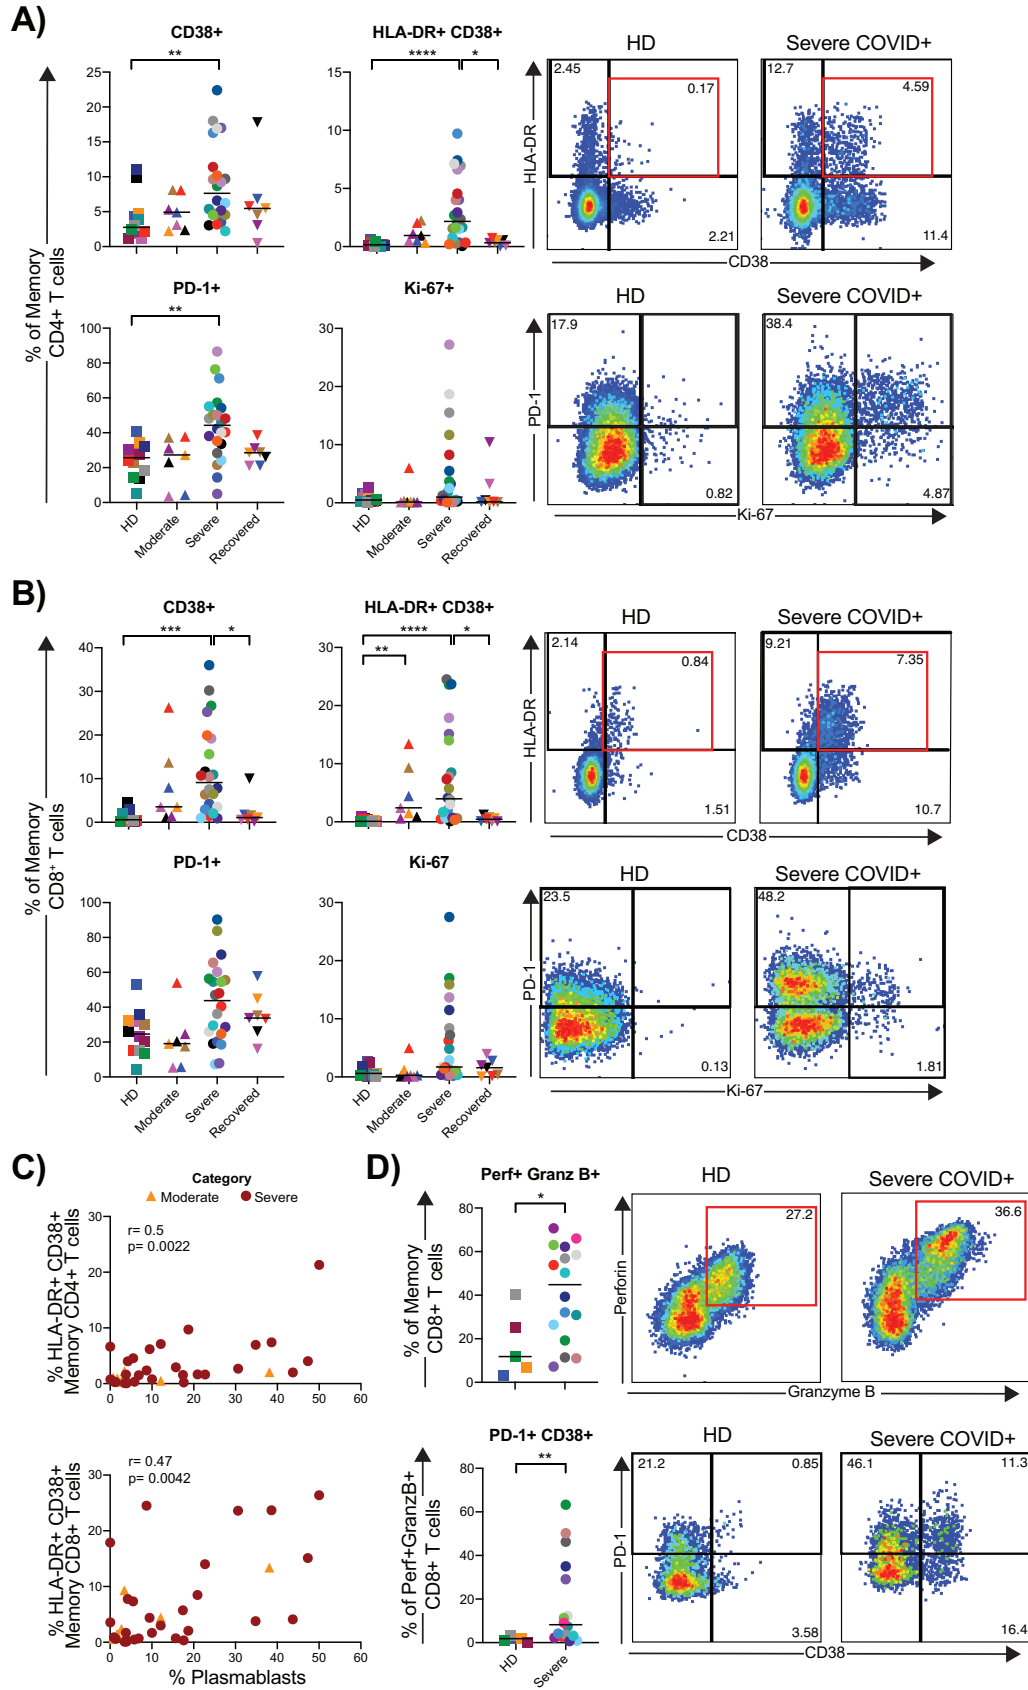 A)
CD38+
**
25
20
15
10
5
0
HLA-DR+ CD38+
****
*
15
10
5
0
HD
2.45
0.17
2.21
HLA-DR
Severe COVID+
12.7
4.59
11.4
CD38
% of Memory
CD4+ T cells
PD-1+
**
100
80
60
40
20
0
HD
Moderate
Severe
Recovered
Ki-67+
30
20
10
0
HD
Moderate
Severe
Recovered
HD
17.9
0.82
PD-1
Severe COVID+
38.4
4.87
Ki-67
B)
CD38+
***
*
40
30
20
10
0
HLA-DR+ CD38+
****
**
*
30
20
10
0
HD
2.14
0.84
1.51
HLA-DR
Severe COVID+
9.21
7.35
10.7
CD38
% of Memory
CD8+ T cells
PD-1+
100
80
60
40
20
0
HD
Moderate
Severe
Recovered
Ki-67
30
20
10
0
HD
Moderate
Severe
Recovered
HD
23.5
0.13
PD-1
Severe COVID+
48.2
1.81
Ki-67
C)
Category
Moderate
Severe
r= 0.5
p= 0.0022
30
20
10
0
0
10
20
30
40
50
60
% HLA-DR+ CD38+
Memory CD4+ T cells
r= 0.47
p= 0.0042
30
20
10
0
0
10
20
30
40
50
60
% HLA-DR+ CD38+
Memory CD8+ T cells
% Plasmablasts
D)
Perf+ Granz B+
*
80
60
40
20
0
% of Memory
CD8+ T cells
HD
27.2
Perforin
Severe COVID+
36.6
Granzyme B
PD-1+ CD38+
**
80
60
40
20
0
HD
Severe
% of Perf+GranzB+
CD8+ T cells
HD
21.2
0.85
3.58
PD-1
Severe COVID+
46.1
11.3
16.4
CD38